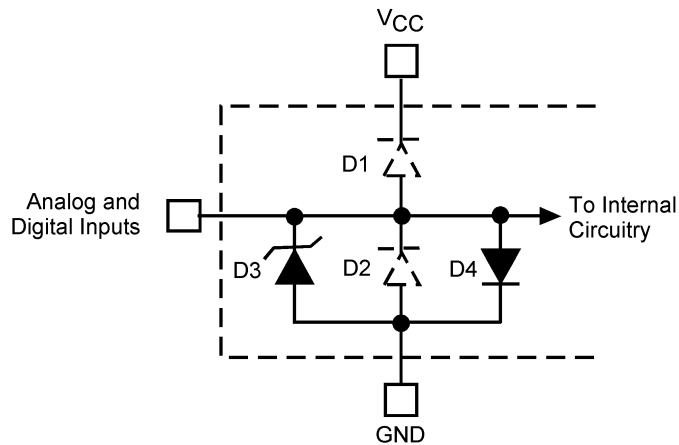 VCC
D1
Analog and
Digital Inputs
To Internal
Circuitry
D3
D2
D4
GND